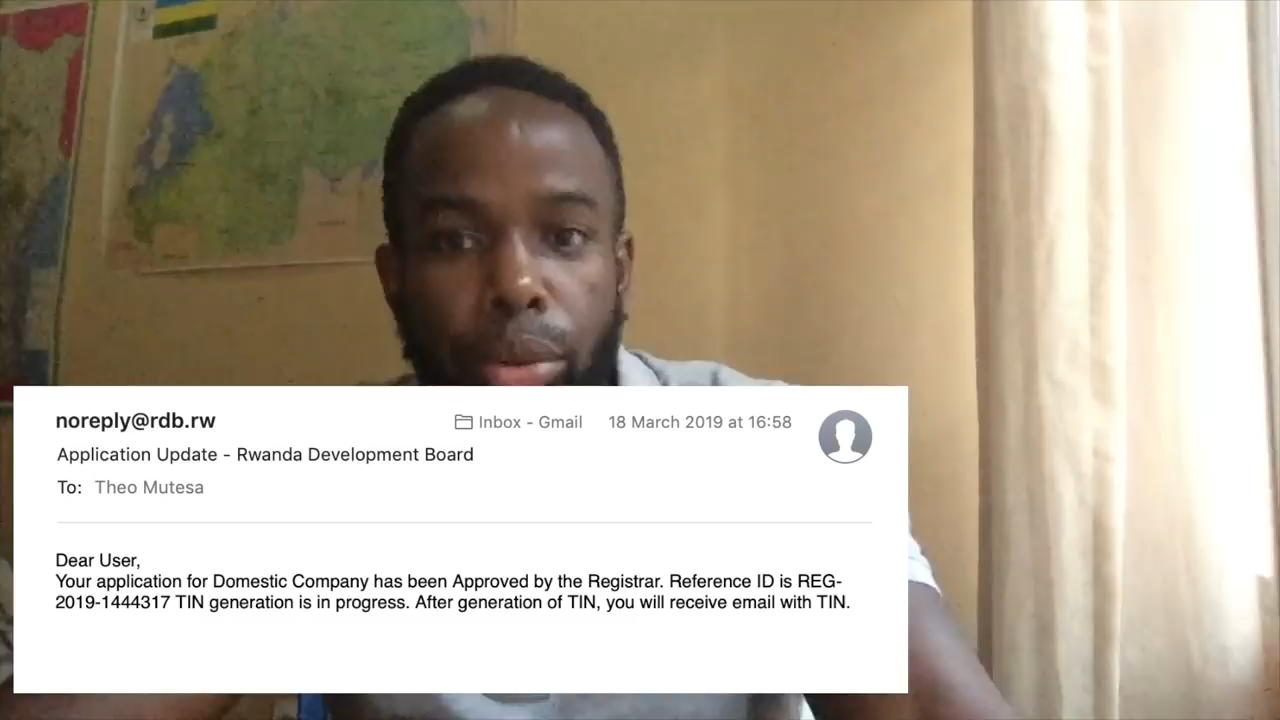 noreply@rdb.rw
Inbox - Gmail 18 March 2019 at 16:58
Application Update - Rwanda Development Board
To: Theo Mutesa
Dear User,
Your application for Domestic Company has been Approved by the Registrar. Reference ID is REG-
2019-1444317 TIN generation is in progress. After generation of TIN, you will receive email with TIN.